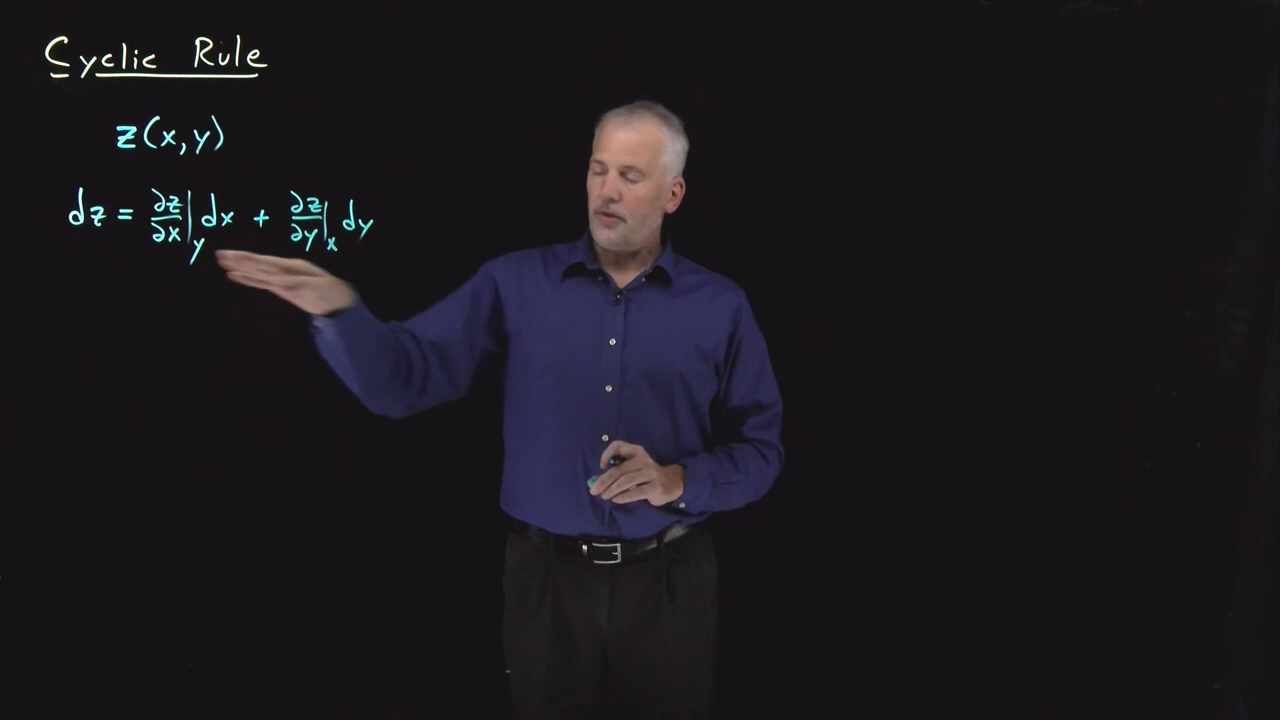 Cyclic Rule
z(x,y)
dz = ∂z/∂x|y dx + ∂z/∂y|x dy